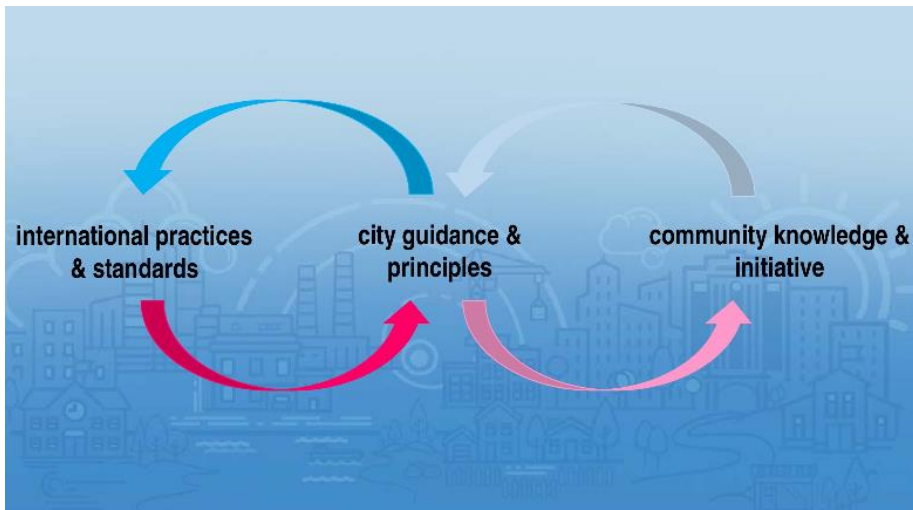 international practices
& standards
city guidance &
principles
community knowledge &
initiative